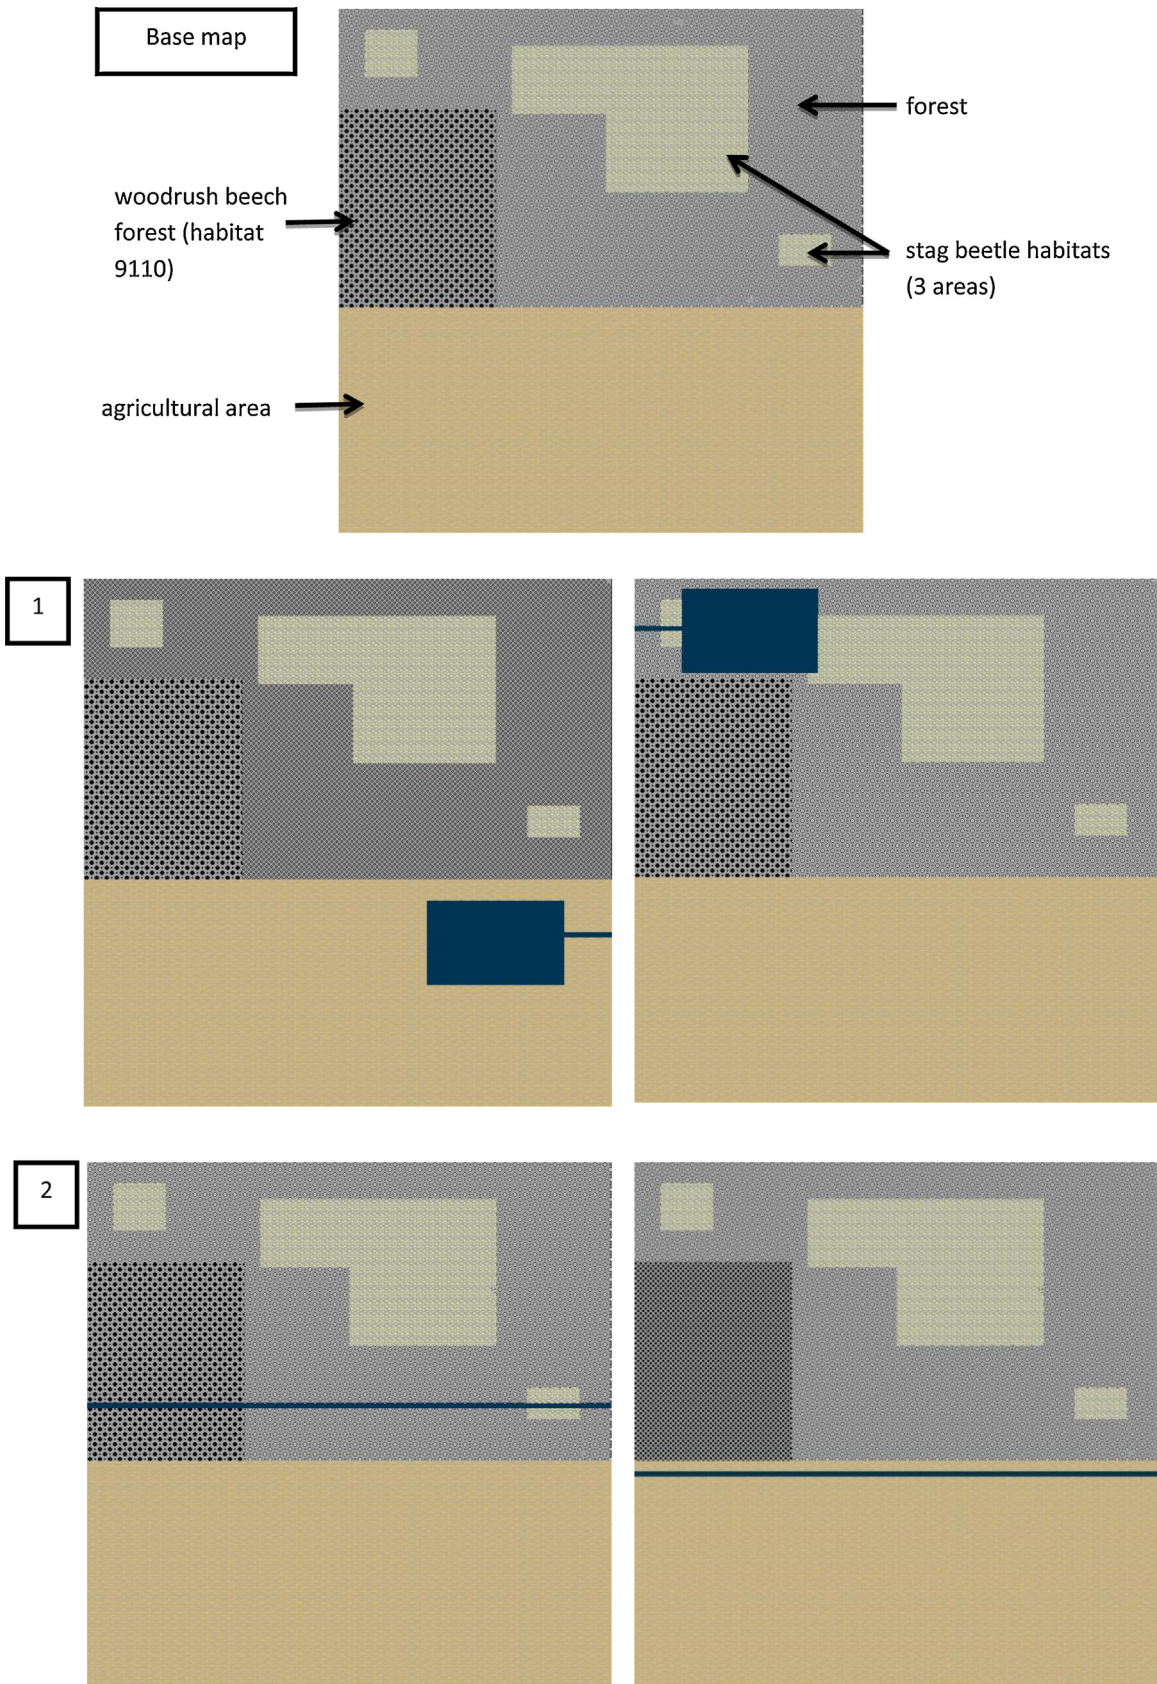 Base map
forest
woodrush beech
forest (habitat
9110)
stag beetle habitats
(3 areas)
agricultural area
1
2